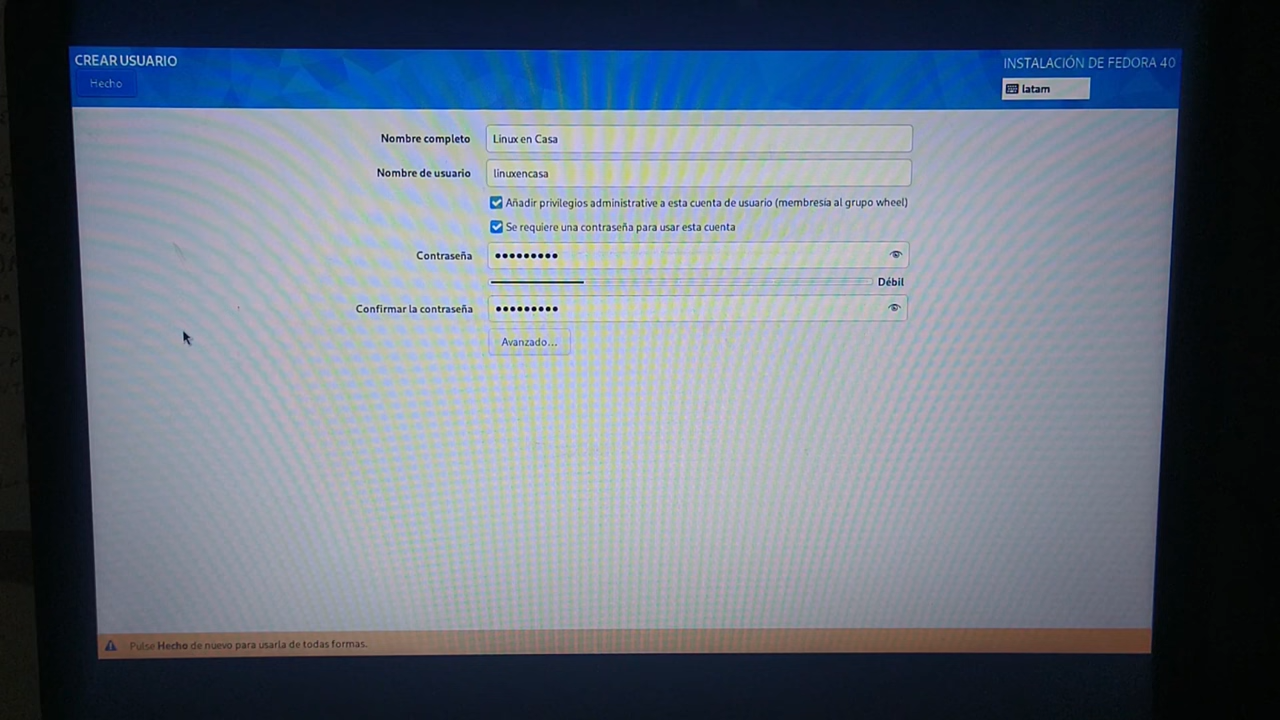 CREAR USUARIO
INSTALACIÓN DE FEDORA 40
Hecho
latam
Nombre completo
Linux en Casa
Nombre de usuario
linuxencasa
Añadir privilegios administrative a esta cuenta de usuario (membresía al grupo wheel)
Se requiere una contraseña para usar esta cuenta
Contraseña
•••••••••
Débil
Confirmar la contraseña
•••••••••
Avanzado...
Pulse Hecho de nuevo para usarla de todas formas.